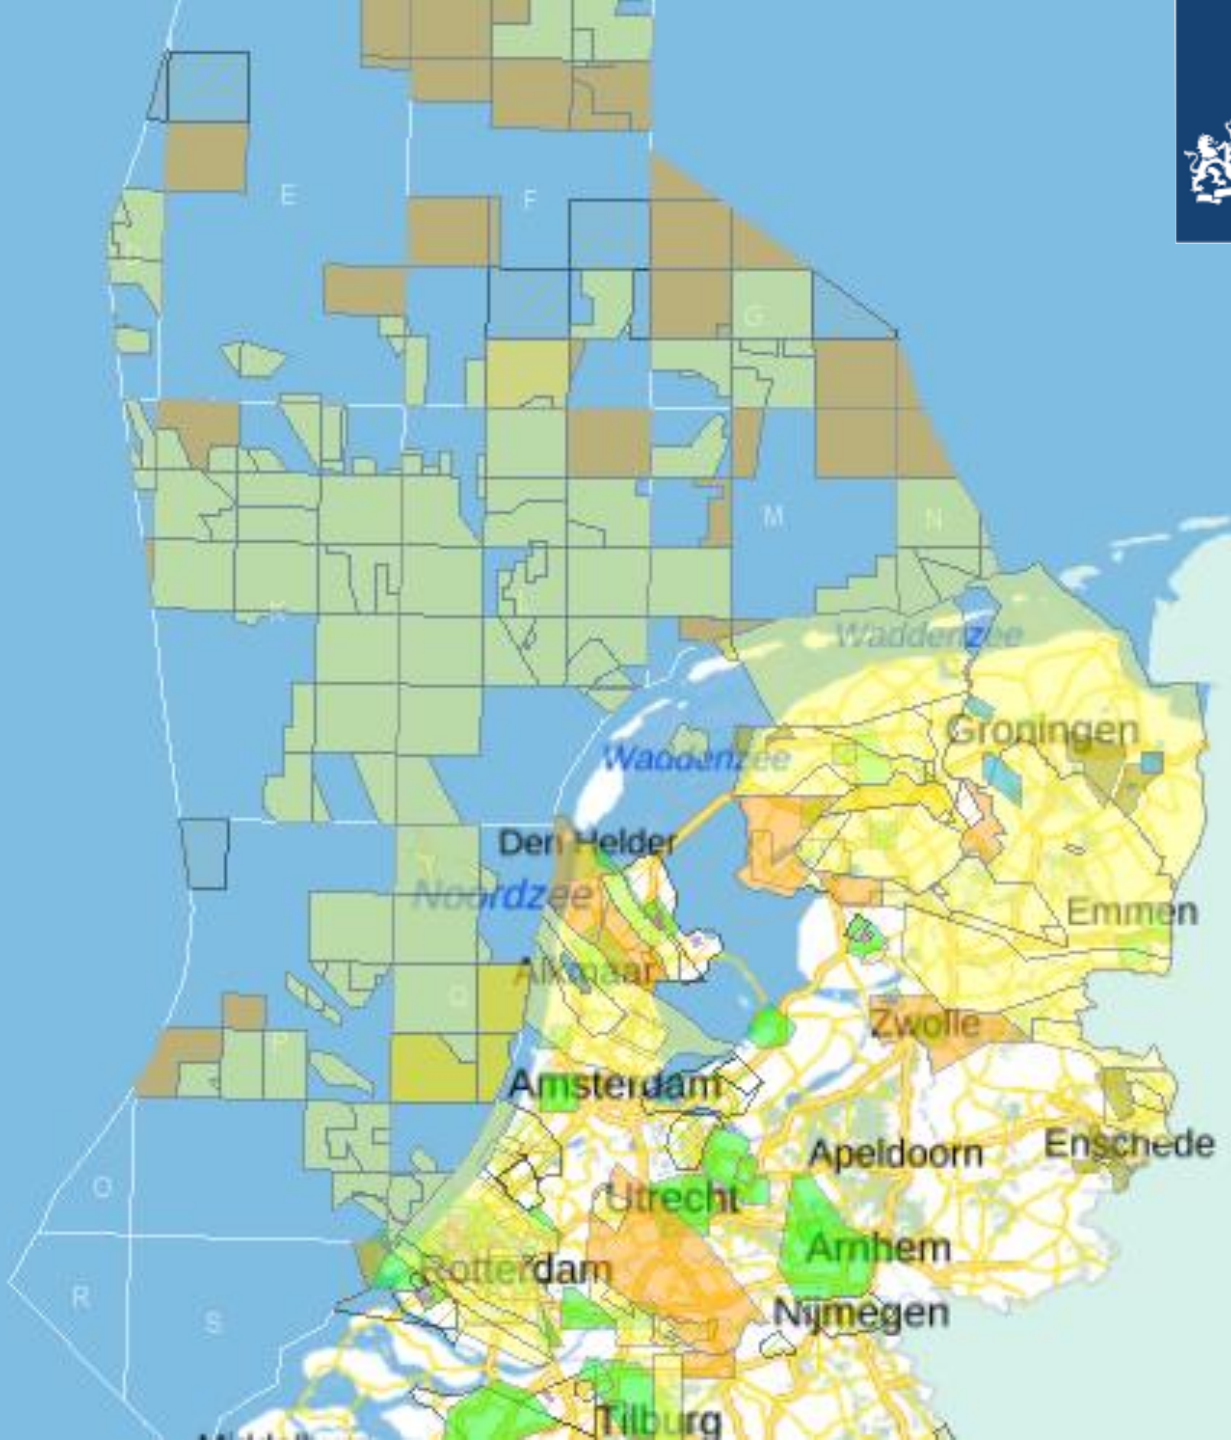 E
F
G
M
N
K
L
Waddenzee
Groningen
Waddenzee
Den Helder
Noordzee
Emmen
Alkmaar
Q
Zwolle
P
Amsterdam
Enschede
Apeldoorn
O
Utrecht
Arnhem
Rotterdam
R
S
Nijmegen
Tilburg